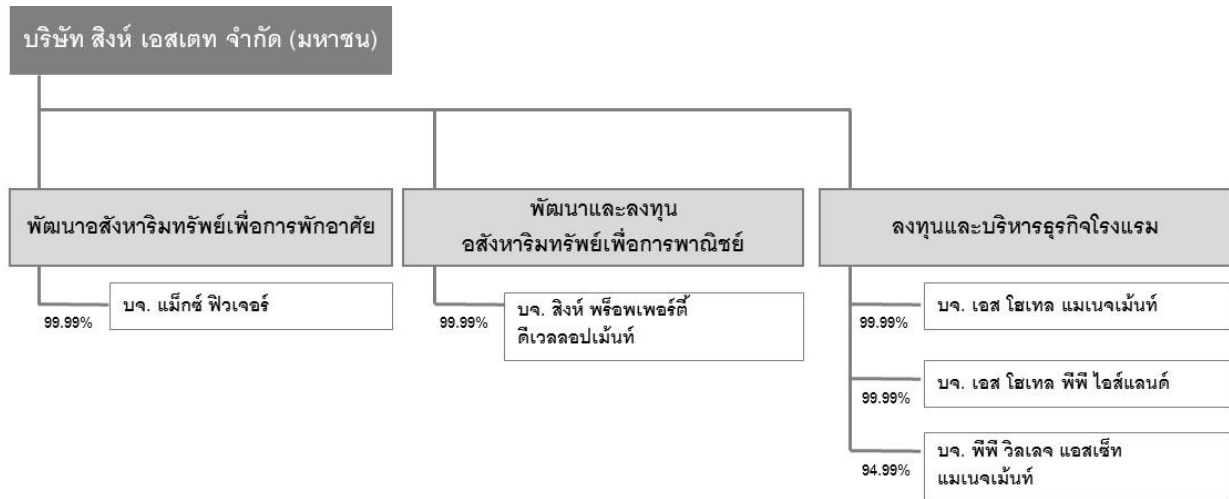 บริษัท สิงห์ เอสเตท จำกัด (มหาชน)
พัฒนาอสังหาริมทรัพย์เพื่อการพักอาศัย
พัฒนาและลงทุน
อสังหาริมทรัพย์เพื่อการพาณิชย์
ลงทุนและบริหารธุรกิจโรงแรม
บจ. แม็กซ์ ฟิวเจอร์
99.99%
บจ. สิงห์ พร็อพเพอร์ตี้
ดีเวลลอปเม้นท์
99.99%
บจ. เอส โฮเทล แมเนจเม้นท์
99.99%
บจ. เอส โฮเทล พีพี ไอส์แลนด์
99.99%
บจ. พีพี วิลเลจ แอสเซ็ท
แมเนจเม้นท์
94.99%